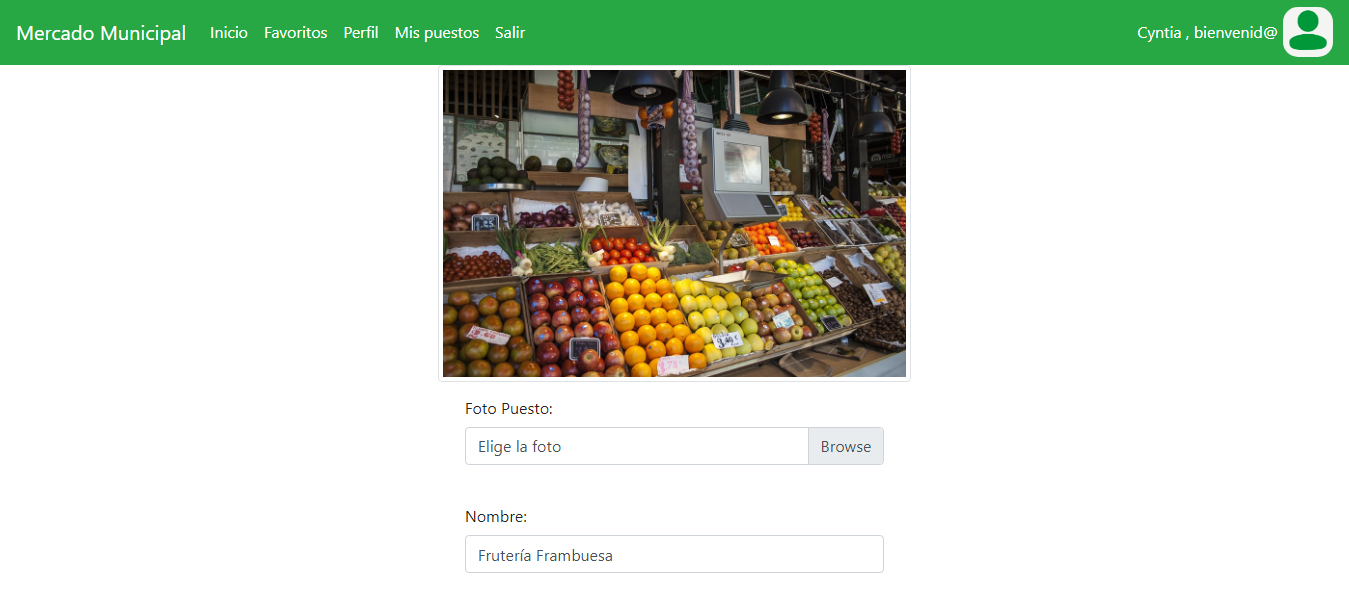 Mercado Municipal Inicio Favoritos Perfil Mis puestos Salir Cyntia , bienvenid@
Foto Puesto:
Elige la foto Browse
Nombre:
Frutería Frambuesa